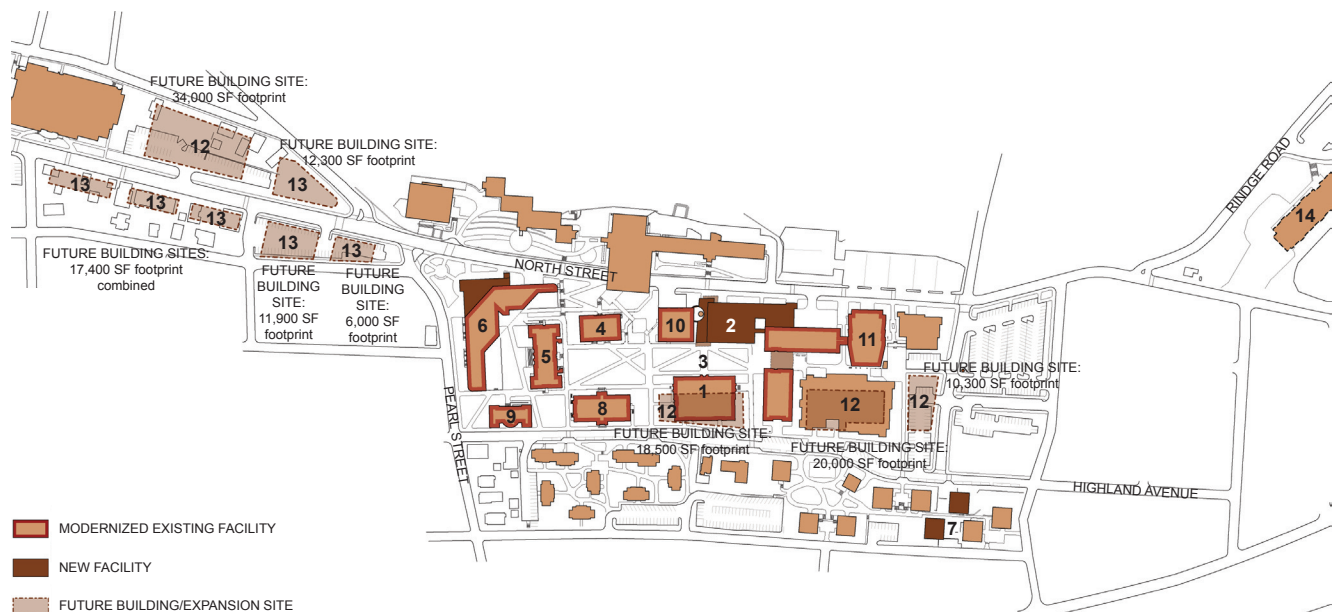 FUTURE BUILDING SITE:
34,000 SF footprint
12
FUTURE BUILDING SITE:
12,300 SF footprint
13
13
13
13
13
13
FUTURE BUILDING SITES:
17,400 SF footprint
combined
FUTURE
BUILDING
SITE:
11,900 SF
footprint
FUTURE
BUILDING
SITE:
6,000 SF
footprint
NORTH STREET
RINDGE ROAD
14
6
5
4
10
2
11
3
1
9
8
12
12
12
FUTURE BUILDING SITE:
10,300 SF footprint
FUTURE BUILDING SITE:
18,500 SF footprint
FUTURE BUILDING SITE:
20,000 SF footprint
PEARL STREET
HIGHLAND AVENUE
7
MODERNIZED EXISTING FACILITY
NEW FACILITY
FUTURE BUILDING/EXPANSION SITE